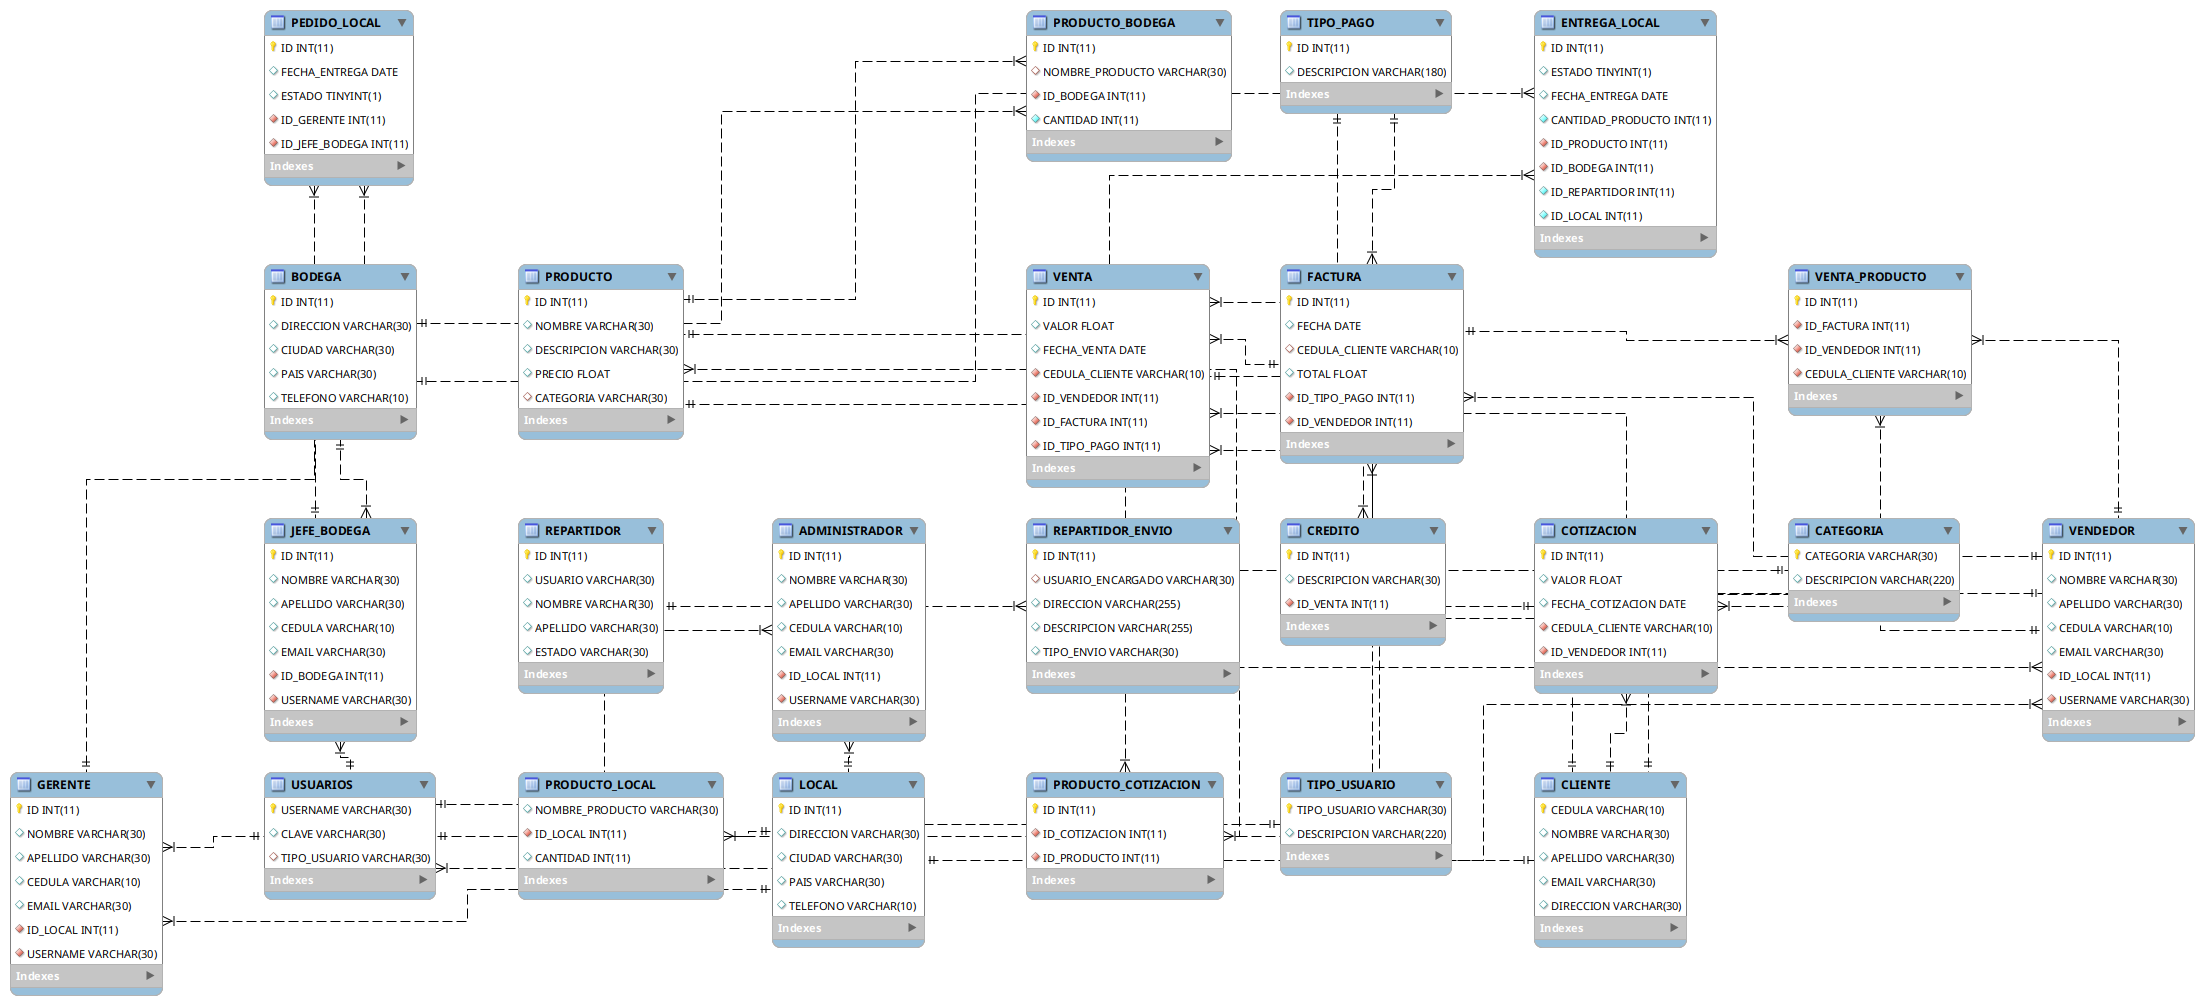 PEDIDO_LOCAL
ID INT(11)
FECHA_ENTREGA DATE
ESTADO TINYINT(1)
ID_GERENTE INT(11)
ID_JEFE_BODEGA INT(11)
Indexes
PRODUCTO_BODEGA
ID INT(11)
NOMBRE_PRODUCTO VARCHAR(30)
ID_BODEGA INT(11)
CANTIDAD INT(11)
Indexes
TIPO_PAGO
ID INT(11)
DESCRIPCION VARCHAR(180)
Indexes
ENTREGA_LOCAL
ID INT(11)
ESTADO TINYINT(1)
FECHA_ENTREGA DATE
CANTIDAD_PRODUCTO INT(11)
ID_PRODUCTO INT(11)
ID_BODEGA INT(11)
ID_REPARTIDOR INT(11)
ID_LOCAL INT(11)
Indexes
BODEGA
ID INT(11)
DIRECCION VARCHAR(30)
CIUDAD VARCHAR(30)
PAIS VARCHAR(30)
TELEFONO VARCHAR(10)
Indexes
PRODUCTO
ID INT(11)
NOMBRE VARCHAR(30)
DESCRIPCION VARCHAR(30)
PRECIO FLOAT
CATEGORIA VARCHAR(30)
Indexes
VENTA
ID INT(11)
VALOR FLOAT
FECHA_VENTA DATE
CEDULA_CLIENTE VARCHAR(10)
ID_VENDEDOR INT(11)
ID_FACTURA INT(11)
ID_TIPO_PAGO INT(11)
Indexes
FACTURA
ID INT(11)
FECHA DATE
CEDULA_CLIENTE VARCHAR(10)
TOTAL FLOAT
ID_TIPO_PAGO INT(11)
ID_VENDEDOR INT(11)
Indexes
VENTA_PRODUCTO
ID INT(11)
ID_FACTURA INT(11)
ID_VENDEDOR INT(11)
CEDULA_CLIENTE VARCHAR(10)
Indexes
JEFE_BODEGA
ID INT(11)
NOMBRE VARCHAR(30)
APELLIDO VARCHAR(30)
CEDULA VARCHAR(10)
EMAIL VARCHAR(30)
ID_BODEGA INT(11)
USERNAME VARCHAR(30)
Indexes
REPARTIDOR
ID INT(11)
USUARIO VARCHAR(30)
NOMBRE VARCHAR(30)
APELLIDO VARCHAR(30)
ESTADO VARCHAR(30)
Indexes
ADMINISTRADOR
ID INT(11)
NOMBRE VARCHAR(30)
APELLIDO VARCHAR(30)
CEDULA VARCHAR(10)
EMAIL VARCHAR(30)
ID_LOCAL INT(11)
USERNAME VARCHAR(30)
Indexes
REPARTIDOR_ENVIO
ID INT(11)
USUARIO_ENCARGADO VARCHAR(30)
DIRECCION VARCHAR(255)
DESCRIPCION VARCHAR(255)
TIPO_ENVIO VARCHAR(30)
Indexes
CREDITO
ID INT(11)
DESCRIPCION VARCHAR(30)
ID_VENTA INT(11)
Indexes
COTIZACION
ID INT(11)
VALOR FLOAT
FECHA_COTIZACION DATE
CEDULA_CLIENTE VARCHAR(10)
ID_VENDEDOR INT(11)
Indexes
CATEGORIA
CATEGORIA VARCHAR(30)
DESCRIPCION VARCHAR(220)
Indexes
VENDEDOR
ID INT(11)
NOMBRE VARCHAR(30)
APELLIDO VARCHAR(30)
CEDULA VARCHAR(10)
EMAIL VARCHAR(30)
ID_LOCAL INT(11)
USERNAME VARCHAR(30)
Indexes
GERENTE
ID INT(11)
NOMBRE VARCHAR(30)
APELLIDO VARCHAR(30)
CEDULA VARCHAR(10)
EMAIL VARCHAR(30)
ID_LOCAL INT(11)
USERNAME VARCHAR(30)
Indexes
USUARIOS
USERNAME VARCHAR(30)
CLAVE VARCHAR(30)
TIPO_USUARIO VARCHAR(30)
Indexes
PRODUCTO_LOCAL
NOMBRE_PRODUCTO VARCHAR(30)
ID_LOCAL INT(11)
CANTIDAD INT(11)
Indexes
LOCAL
ID INT(11)
DIRECCION VARCHAR(30)
CIUDAD VARCHAR(30)
PAIS VARCHAR(30)
TELEFONO VARCHAR(10)
Indexes
PRODUCTO_COTIZACION
ID INT(11)
ID_COTIZACION INT(11)
ID_PRODUCTO INT(11)
Indexes
TIPO_USUARIO
TIPO_USUARIO VARCHAR(30)
DESCRIPCION VARCHAR(220)
Indexes
CLIENTE
CEDULA VARCHAR(10)
NOMBRE VARCHAR(30)
APELLIDO VARCHAR(30)
EMAIL VARCHAR(30)
DIRECCION VARCHAR(30)
Indexes